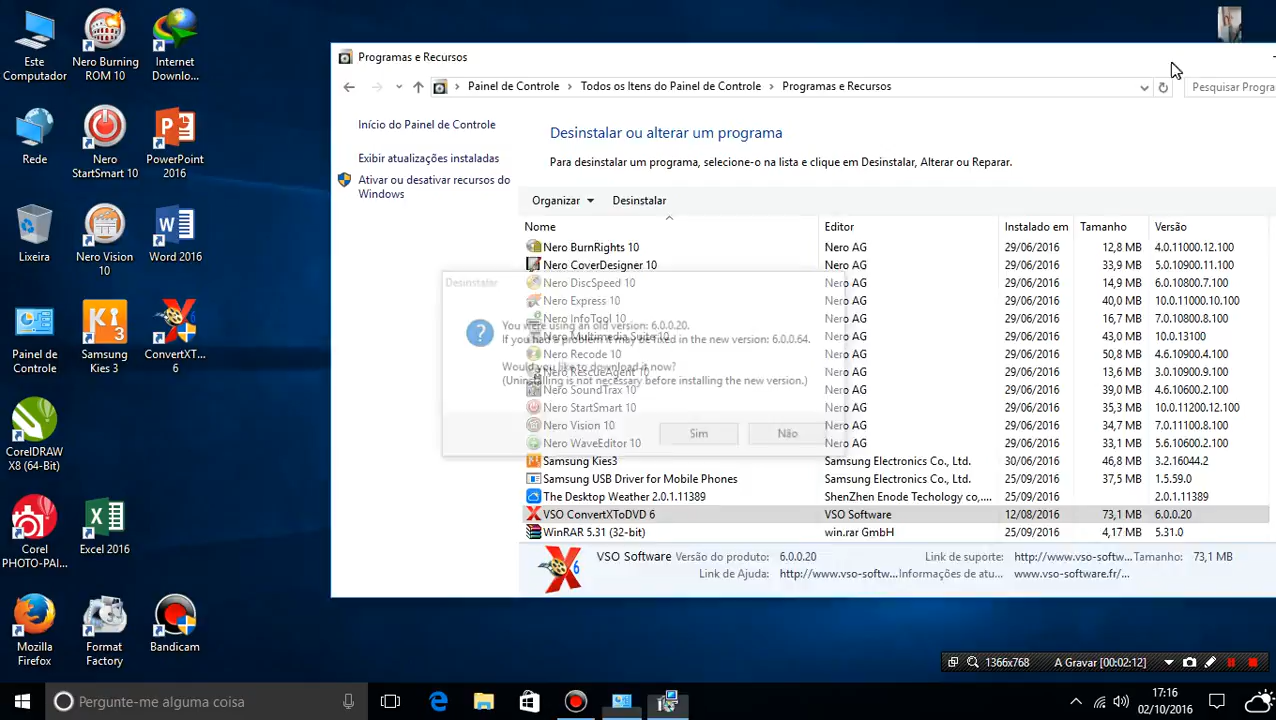 Este
Computador
Nero Burning
ROM 10
Internet
Downlo...
Rede
Nero
StartSmart 10
PowerPoint
2016
Lixeira
Nero Vision
10
Word 2016
Painel de
Controle
Samsung
Kies 3
ConvertXT...
6
CorelDRAW
X8 (64-Bit)
Corel
PHOTO-PAI...
Excel 2016
Mozilla
Firefox
Format
Factory
Bandicam
Programas e Recursos
Painel de Controle > Todos os Itens do Painel de Controle > Programas e Recursos
Pesquisar Progra
Início do Painel de Controle
Exibir atualizações instaladas
Ativar ou desativar recursos do
Windows
Desinstalar ou alterar um programa
Para desinstalar um programa, selecione-o na lista e clique em Desinstalar, Alterar ou Reparar.
Organizar Desinstalar
Nome Editor Instalado em Tamanho Versão
Nero BurnRights 10 Nero AG 29/06/2016 12,8 MB 4.0.11000.12.100
Nero CoverDesigner 10 Nero AG 29/06/2016 33,9 MB 5.0.10900.11.100
Nero DiscSpeed 10 Nero AG 29/06/2016 14,9 MB 6.0.10800.7.100
Nero Express 10 Nero AG 29/06/2016 40,0 MB 10.0.11000.10.100
Nero InfoTool 10 Nero AG 29/06/2016 16,7 MB 7.0.10800.8.100
Nero Multimedia Suite 10 Nero AG 29/06/2016 43,0 MB 10.0.13100
Nero Recode 10 Nero AG 29/06/2016 50,8 MB 4.6.10900.4.100
Nero RescueAgent 10 Nero AG 29/06/2016 13,6 MB 3.0.10900.9.100
Nero SoundTrax 10 Nero AG 29/06/2016 39,5 MB 4.6.10600.2.100
Nero StartSmart 10 Nero AG 29/06/2016 35,3 MB 10.0.11200.12.100
Nero Vision 10 Nero AG 29/06/2016 34,7 MB 7.0.11100.8.100
Nero WaveEditor 10 Nero AG 29/06/2016 33,1 MB 5.6.10600.2.100
Samsung Kies3 Samsung Electronics Co., Ltd. 30/06/2016 46,8 MB 3.2.16044.2
Samsung USB Driver for Mobile Phones Samsung Electronics Co., Ltd. 25/09/2016 37,5 MB 1.5.59.0
The Desktop Weather 2.0.1.11389 ShenZhen Enode Techology co,... 25/09/2016 2.0.1.11389
VSO ConvertXToDVD 6 VSO Software 12/08/2016 73,1 MB 6.0.0.20
WinRAR 5.31 (32-bit) win.rar GmbH 25/09/2016 4,17 MB 5.31.0
Desinstalar
You were using an old version: 6.0.0.20.
If you had a problem it may be fixed in the new version: 6.0.0.64.
Would you like to download it now?
(Uninstalling is not necessary before installing the new version.)
Sim Não
VSO Software Versão do produto: 6.0.0.20 Link de suporte: http://www.vso-softw... Tamanho: 73,1 MB
Link de Ajuda: http://www.vso-softw... Informações de atu... www.vso-software.fr/...
1366x768 A Gravar [00:02:12]
Pergunte-me alguma coisa
17:16
02/10/2016